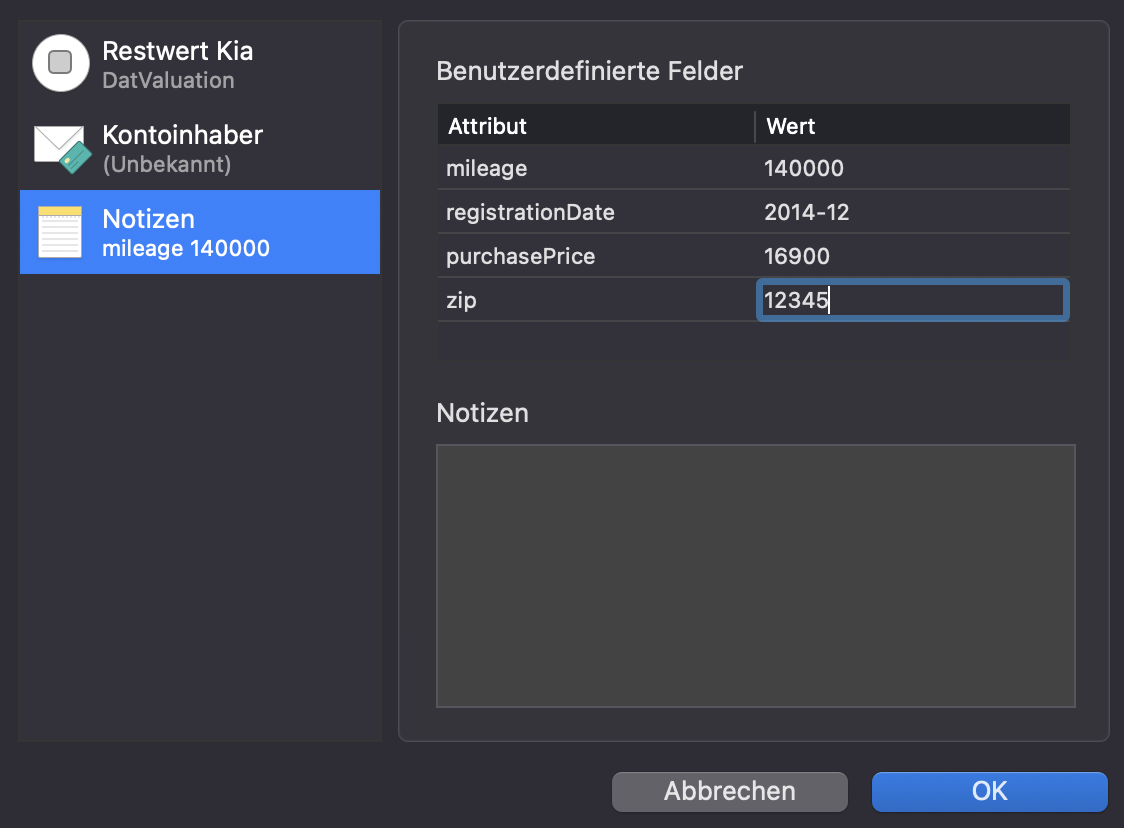 Restwert Kia
DatValuation
Kontoinhaber
(Unbekannt)
Notizen
mileage 140000
Benutzerdefinierte Felder
Attribut Wert
mileage 140000
registrationDate 2014-12
purchasePrice 16900
zip 12345
Notizen
Abbrechen OK